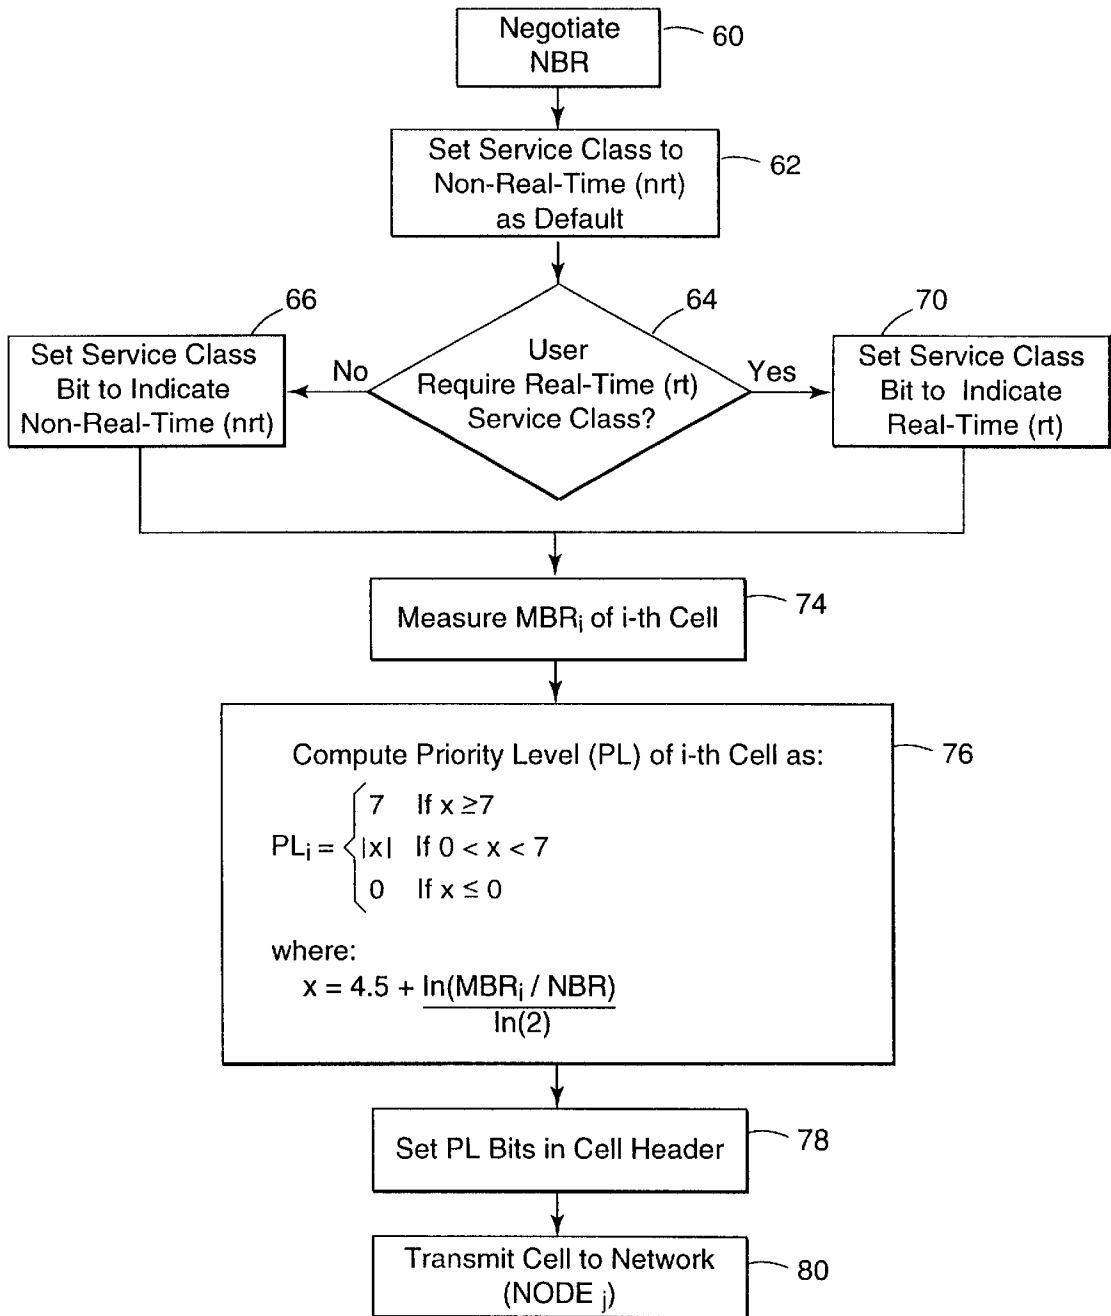 Negotiate
NBR
60
Set Service Class to
Non-Real-Time (nrt)
as Default
62
User
Require Real-Time (rt)
Service Class?
64
No
Yes
Set Service Class
Bit to Indicate
Non-Real-Time (nrt)
66
Set Service Class
Bit to Indicate
Real-Time (rt)
70
Measure MBRi of i-th Cell
74
Compute Priority Level (PL) of i-th Cell as:
76
7 If x ≥7
PLi = |x| If 0 < x < 7
0 If x ≤ 0
where:
x = 4.5 + ln(MBRi / NBR)
ln(2)
Set PL Bits in Cell Header
78
Transmit Cell to Network
(NODE j)
80